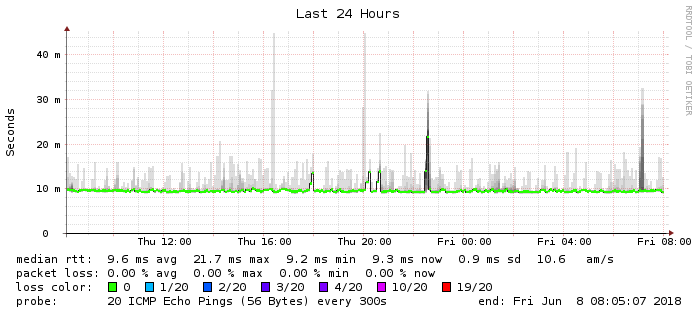 Last 24 Hours
RRDTOOL / TOBI OETIKER
Seconds
40 m
30 m
20 m
10 m
0
Thu 12:00 Thu 16:00 Thu 20:00 Fri 00:00 Fri 04:00 Fri 08:00
median rtt: 9.6 ms avg 21.7 ms max 9.2 ms min 9.3 ms now 0.9 ms sd 10.6 am/s
packet loss: 0.00 % avg 0.00 % max 0.00 % min 0.00 % now
loss color: 0 1/20 2/20 3/20 4/20 10/20 19/20
probe: 20 ICMP Echo Pings (56 Bytes) every 300s end: Fri Jun 8 08:05:07 2018